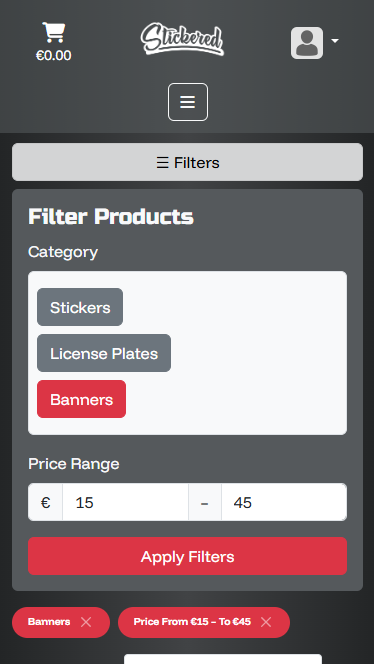 €0.00
Stickered
☰ Filters
Filter Products
Category
Stickers
License Plates
Banners
Price Range
€ 15 - 45
Apply Filters
Banners
Price From €15 - To €45